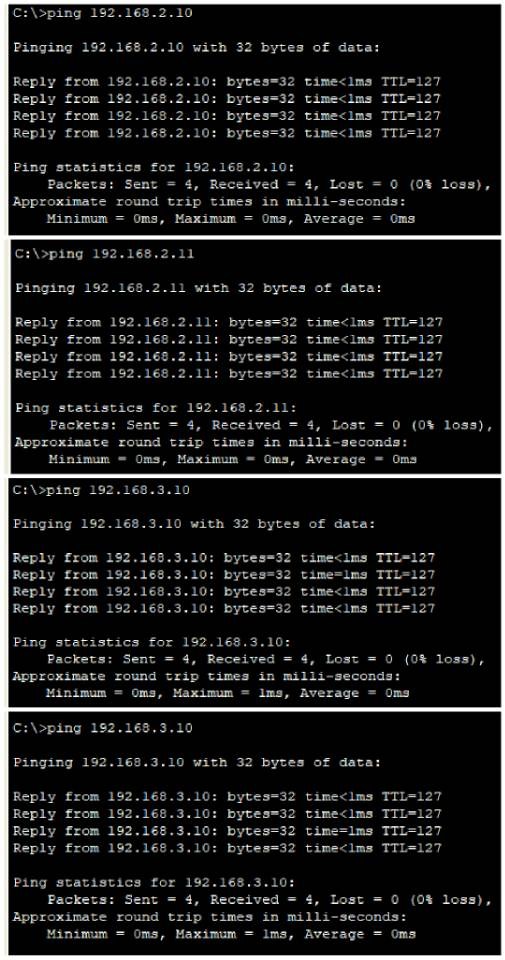 C:\>ping 192.168.2.10
Pinging 192.168.2.10 with 32 bytes of data:
Reply from 192.168.2.10: bytes=32 time<1ms TTL=127
Reply from 192.168.2.10: bytes=32 time<1ms TTL=127
Reply from 192.168.2.10: bytes=32 time<1ms TTL=127
Reply from 192.168.2.10: bytes=32 time<1ms TTL=127
Ping statistics for 192.168.2.10:
Packets: Sent = 4, Received = 4, Lost = 0 (0% loss),
Approximate round trip times in milli-seconds:
Minimum = 0ms, Maximum = 0ms, Average = 0ms
C:\>ping 192.168.2.11
Pinging 192.168.2.11 with 32 bytes of data:
Reply from 192.168.2.11: bytes=32 time<1ms TTL=127
Reply from 192.168.2.11: bytes=32 time<1ms TTL=127
Reply from 192.168.2.11: bytes=32 time<1ms TTL=127
Reply from 192.168.2.11: bytes=32 time<1ms TTL=127
Ping statistics for 192.168.2.11:
Packets: Sent = 4, Received = 4, Lost = 0 (0% loss),
Approximate round trip times in milli-seconds:
Minimum = 0ms, Maximum = 0ms, Average = 0ms
C:\>ping 192.168.3.10
Pinging 192.168.3.10 with 32 bytes of data:
Reply from 192.168.3.10: bytes=32 time<1ms TTL=127
Reply from 192.168.3.10: bytes=32 time=1ms TTL=127
Reply from 192.168.3.10: bytes=32 time<1ms TTL=127
Reply from 192.168.3.10: bytes=32 time<1ms TTL=127
Ping statistics for 192.168.3.10:
Packets: Sent = 4, Received = 4, Lost = 0 (0% loss),
Approximate round trip times in milli-seconds:
Minimum = 0ms, Maximum = 1ms, Average = 0ms
C:\>ping 192.168.3.10
Pinging 192.168.3.10 with 32 bytes of data:
Reply from 192.168.3.10: bytes=32 time<1ms TTL=127
Reply from 192.168.3.10: bytes=32 time<1ms TTL=127
Reply from 192.168.3.10: bytes=32 time=1ms TTL=127
Reply from 192.168.3.10: bytes=32 time<1ms TTL=127
Ping statistics for 192.168.3.10:
Packets: Sent = 4, Received = 4, Lost = 0 (0% loss),
Approximate round trip times in milli-seconds:
Minimum = 0ms, Maximum = 1ms, Average = 0ms